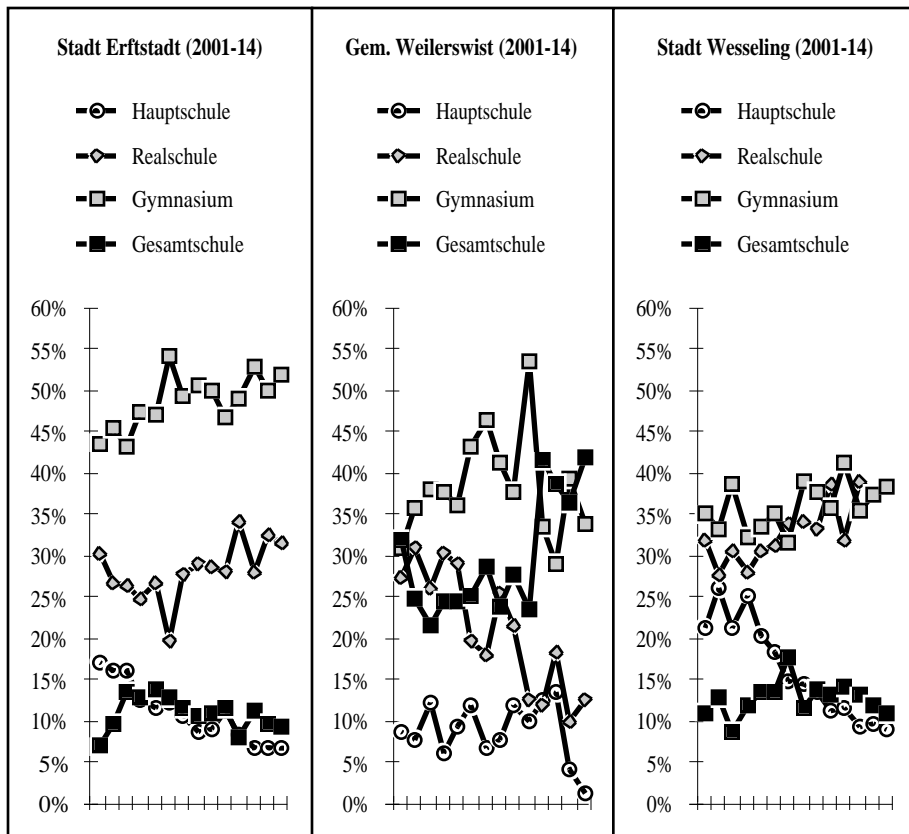 Stadt Erftstadt (2001-14)
Hauptschule
Realschule
Gymnasium
Gesamtschule
60%
55%
50%
45%
40%
35%
30%
25%
20%
15%
10%
5%
0%
Gem. Weilerswist (2001-14)
Hauptschule
Realschule
Gymnasium
Gesamtschule
60%
55%
50%
45%
40%
35%
30%
25%
20%
15%
10%
5%
0%
Stadt Wesseling (2001-14)
Hauptschule
Realschule
Gymnasium
Gesamtschule
60%
55%
50%
45%
40%
35%
30%
25%
20%
15%
10%
5%
0%